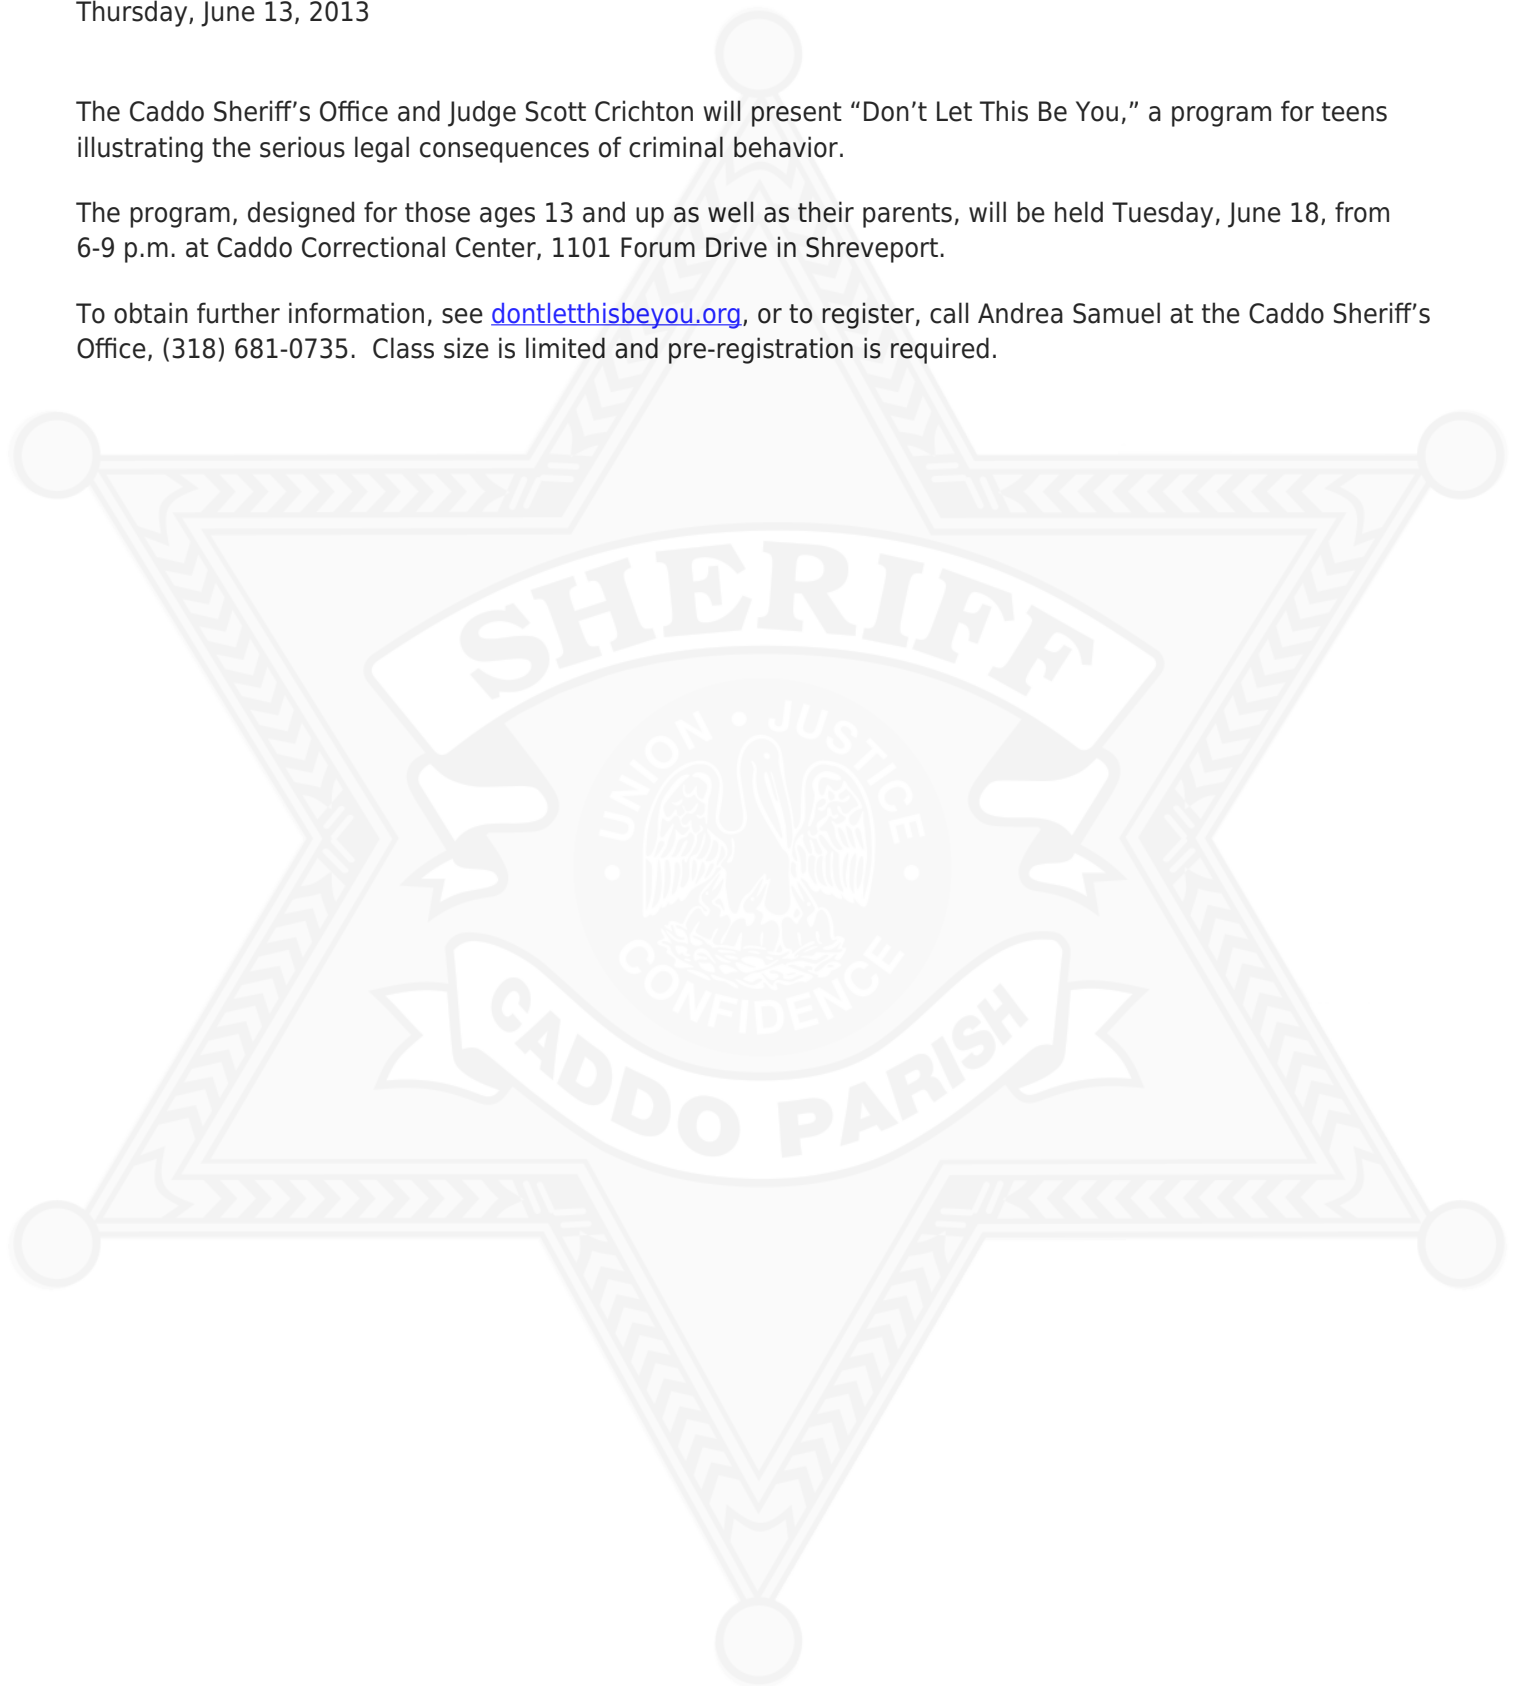 Thursday, June 13, 2013
The Caddo Sheriff’s Office and Judge Scott Crichton will present “Don’t Let This Be You,” a program for teens
illustrating the serious legal consequences of criminal behavior.
The program, designed for those ages 13 and up as well as their parents, will be held Tuesday, June 18, from
6-9 p.m. at Caddo Correctional Center, 1101 Forum Drive in Shreveport.
To obtain further information, see dontletthisbeyou.org, or to register, call Andrea Samuel at the Caddo Sheriff’s
Office, (318) 681-0735.  Class size is limited and pre-registration is required.
SHERIFF
UNION • JUSTICE
• CONFIDENCE •
CADDO PARISH